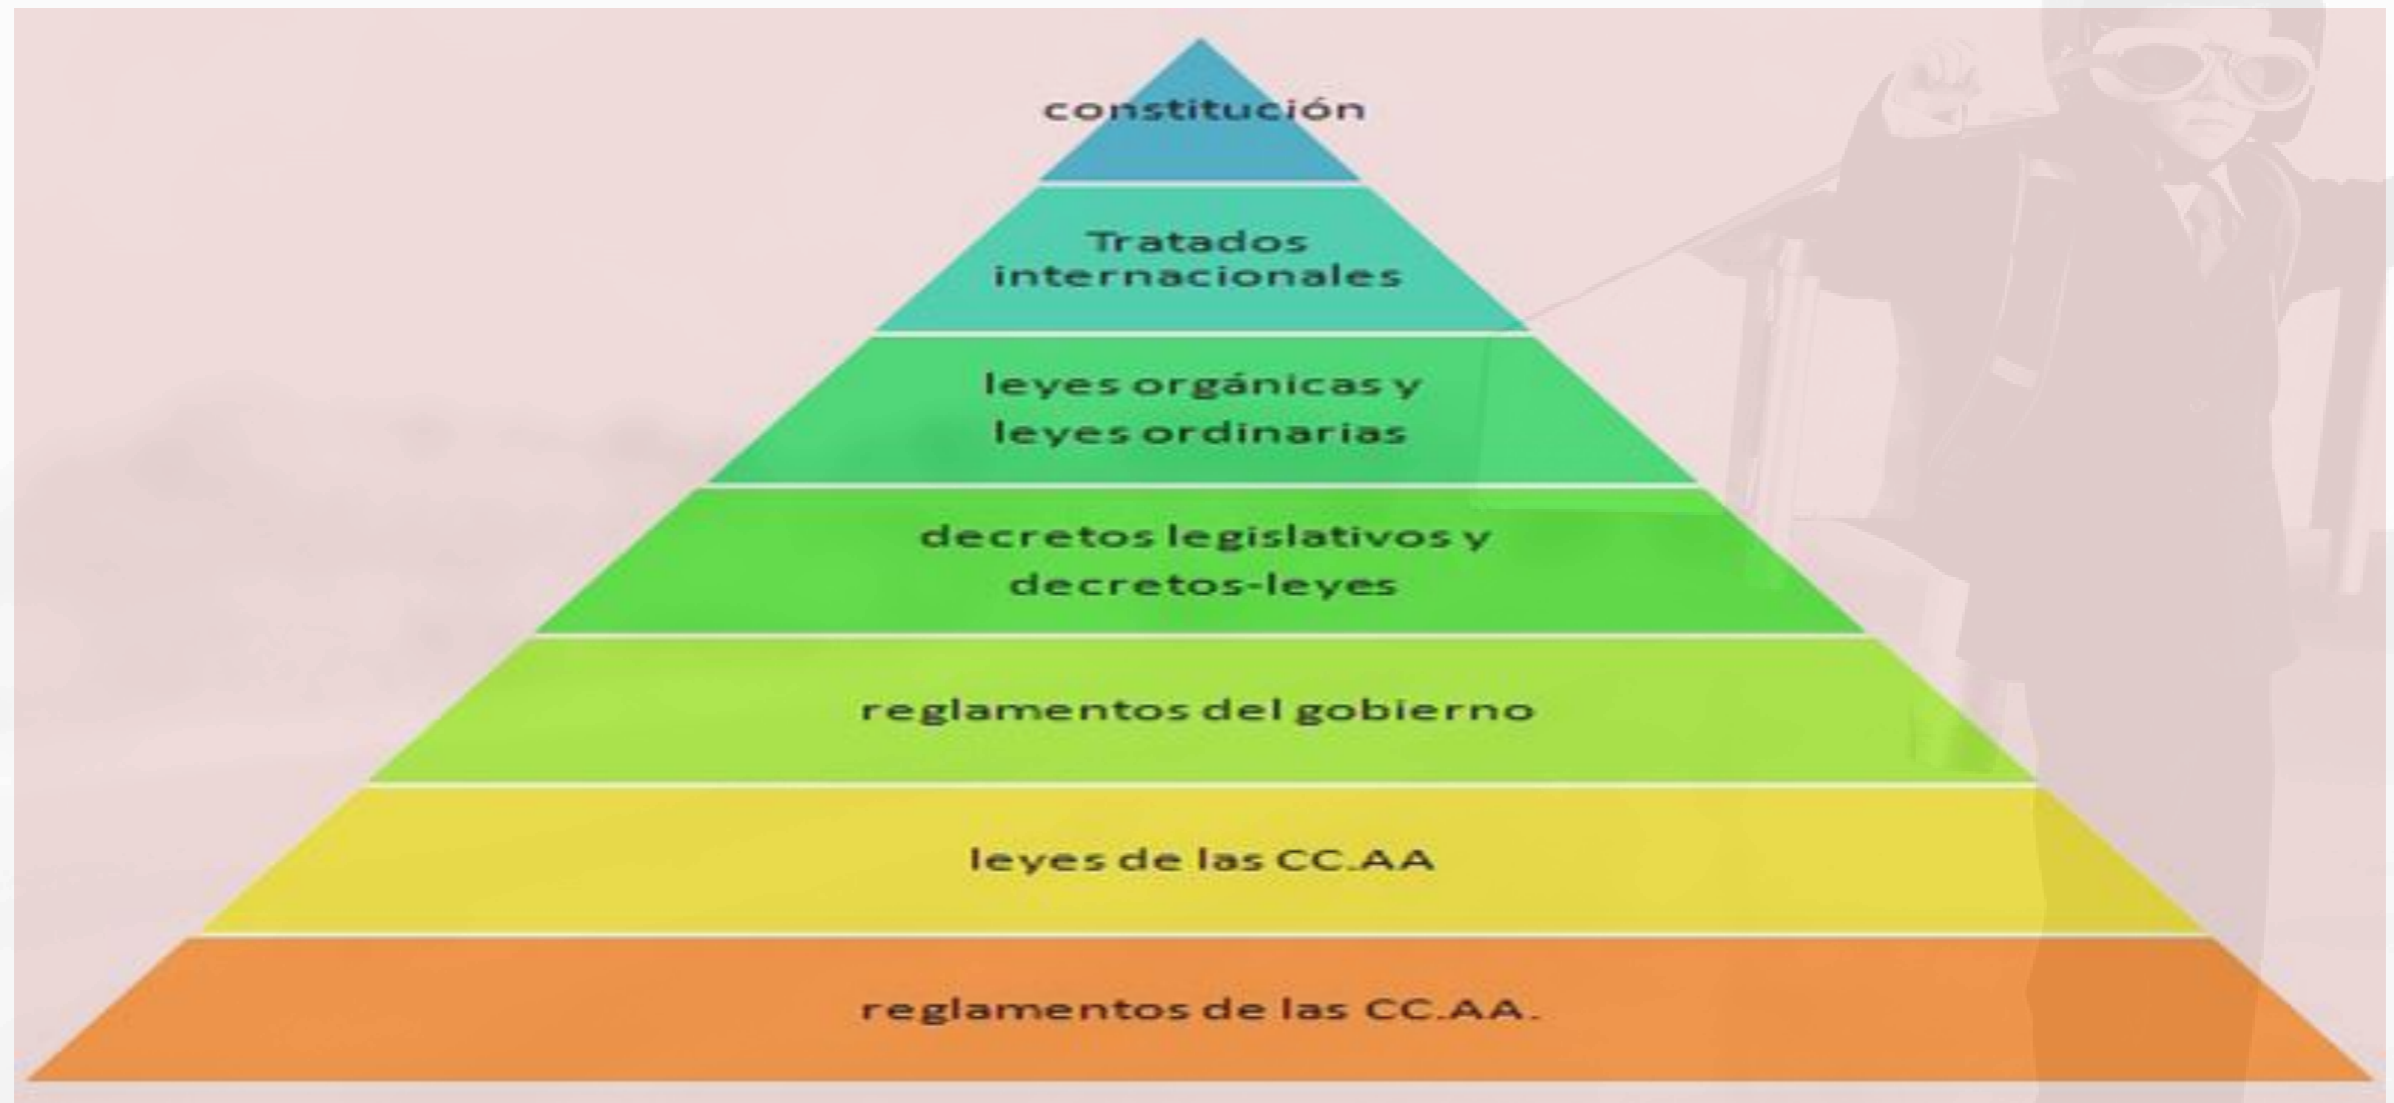 constitución
Tratados
internacionales
leyes orgánicas y
leyes ordinarias
decretos legislativos y
decretos-leyes
reglamentos del gobierno
leyes de las CC.AA
reglamentos de las CC.AA.